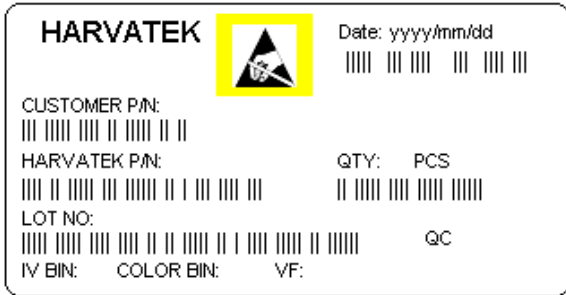 HARVATEK Date: yyyy/mm/dd
CUSTOMER P/N:
HARVATEK P/N: QTY: PCS
LOT NO:
QC
IV BIN: COLOR BIN: VF: